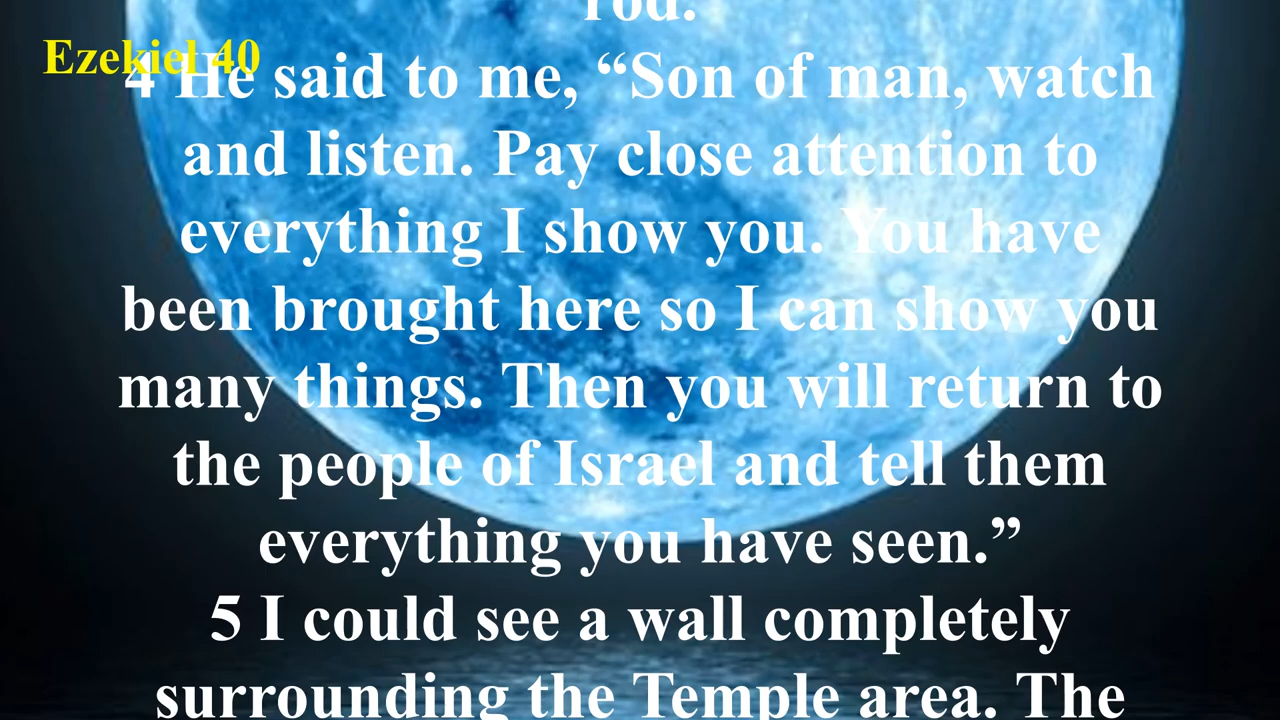 rod.
Ezekiel 40
4 He said to me, “Son of man, watch
and listen. Pay close attention to
everything I show you. You have
been brought here so I can show you
many things. Then you will return to
the people of Israel and tell them
everything you have seen.”
5 I could see a wall completely
surrounding the Temple area. The